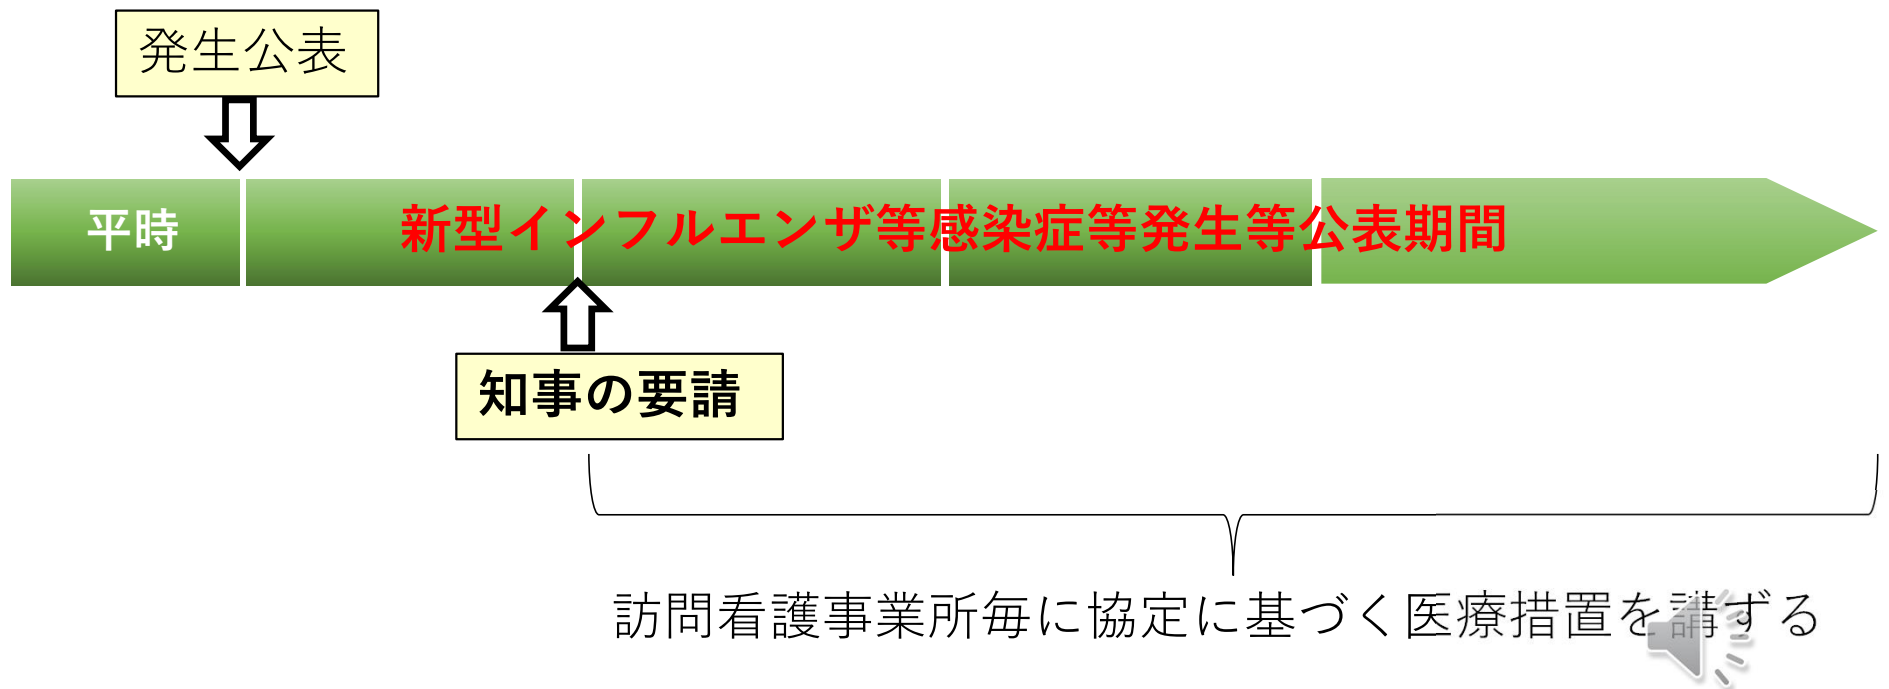 発生公表
平時
新型インフルエンザ等感染症等発生等公表期間
知事の要請
訪問看護事業所毎に協定に基づく医療措置を講ずる